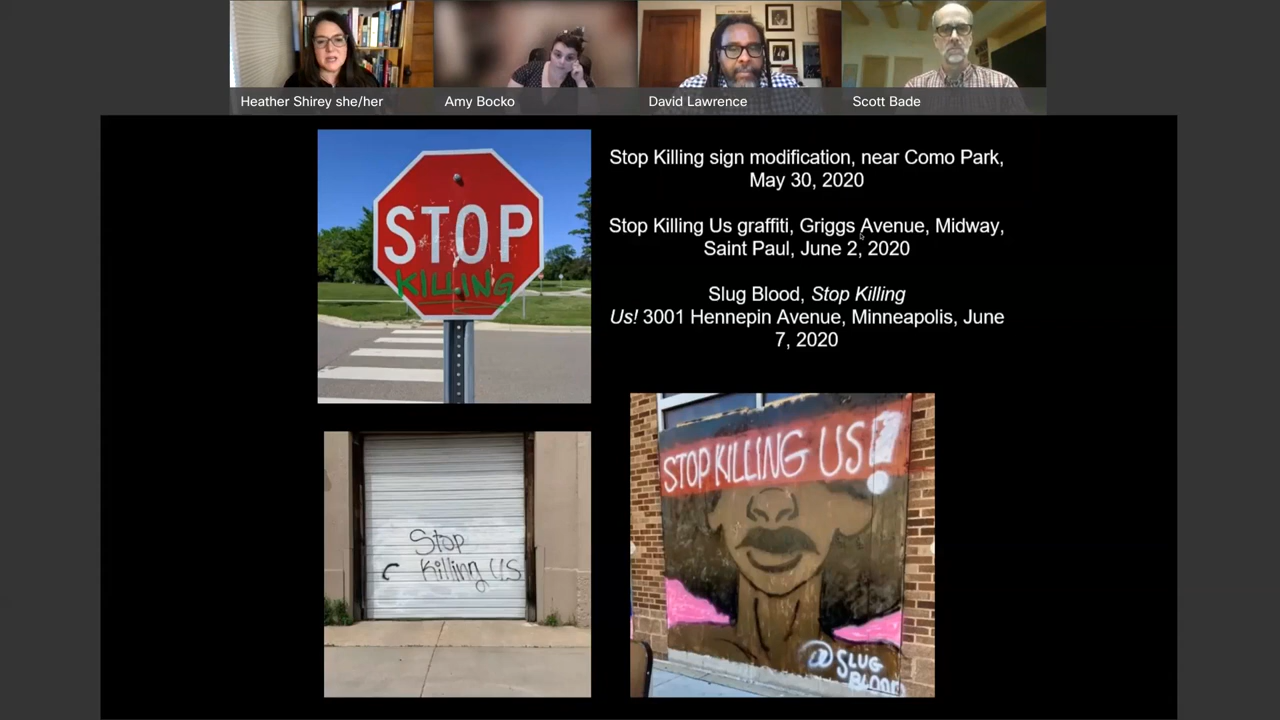 Heather Shirey she/her
Amy Bocko
David Lawrence
Scott Bade
STOP
KILLING
Stop Killing sign modification, near Como Park,
May 30, 2020
Stop Killing Us graffiti, Griggs Avenue, Midway,
Saint Paul, June 2, 2020
Slug Blood, Stop Killing
Us! 3001 Hennepin Avenue, Minneapolis, June
7, 2020
Stop
Killing US
STOP KILLING US!
@SLUG
BLOOD